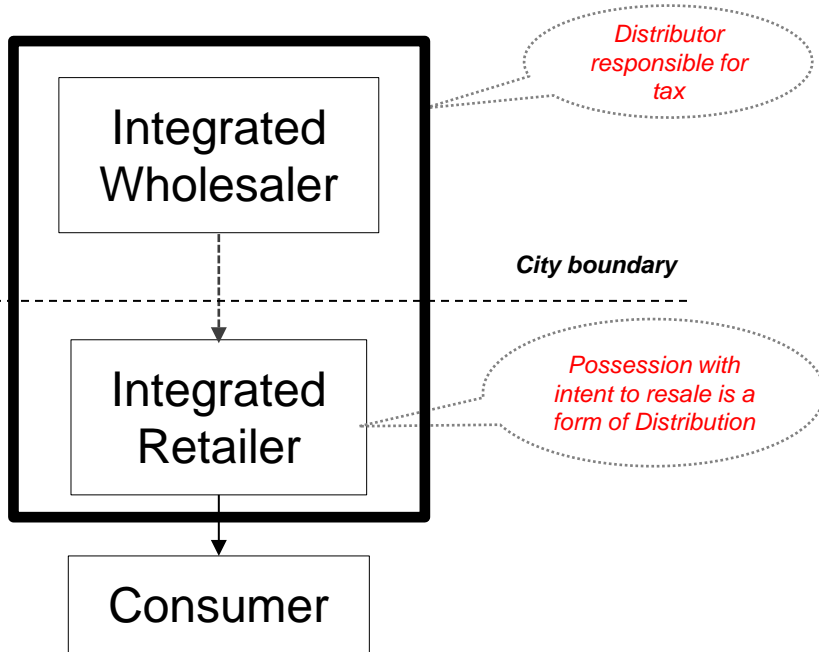 Distributor
responsible for
tax
Integrated
Wholesaler
City boundary
Integrated
Retailer
Possession with
intent to resale is a
form of Distribution
Consumer